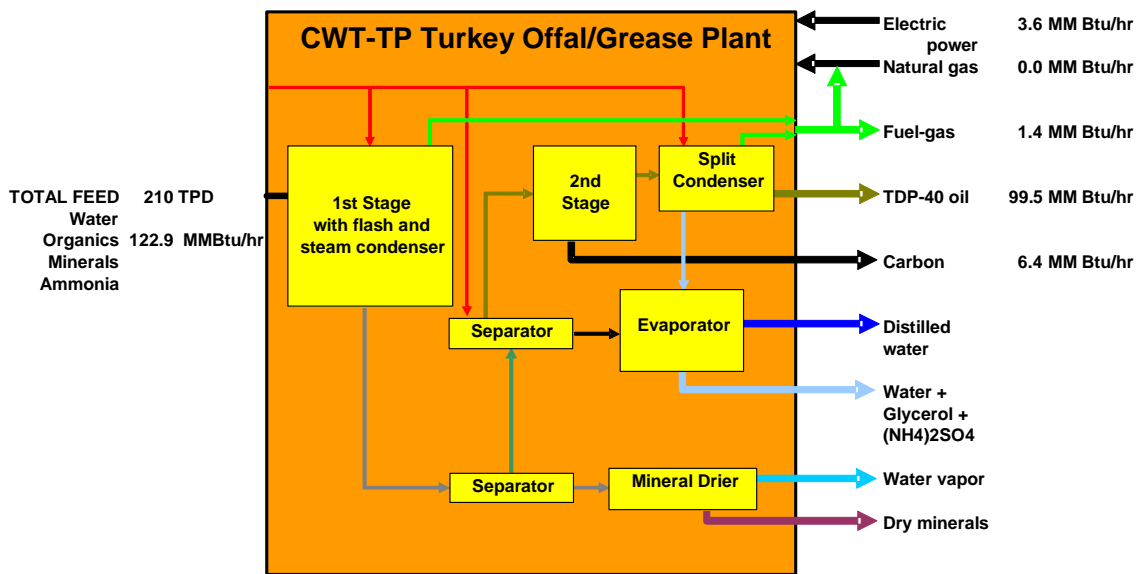 CWT-TP Turkey Offal/Grease Plant
Electric power 3.6 MM Btu/hr
Natural gas 0.0 MM Btu/hr
Fuel-gas 1.4 MM Btu/hr
TDP-40 oil 99.5 MM Btu/hr
Carbon 6.4 MM Btu/hr
Distilled
water
Water +
Glycerol +
(NH4)2SO4
Water vapor
Dry minerals
TOTAL FEED 210 TPD
Water
Organics 122.9 MMBtu/hr
Minerals
Ammonia
1st Stage
with flash and
steam condenser
2nd
Stage
Split
Condenser
Separator
Evaporator
Separator
Mineral Drier